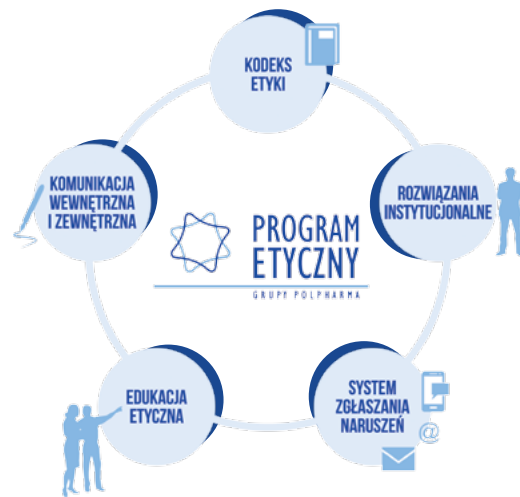 KODEKS
ETYKI
KOMUNIKACJA
WEWNĘTRZNA
I ZEWNĘTRZNA
ROZWIĄZANIA
INSTYTUCJONALNE
PROGRAM
ETYCZNY
GRUPY POLPHARMA
EDUKACJA
ETYCZNA
SYSTEM
ZGŁASZANIA
NARUSZEŃ
@